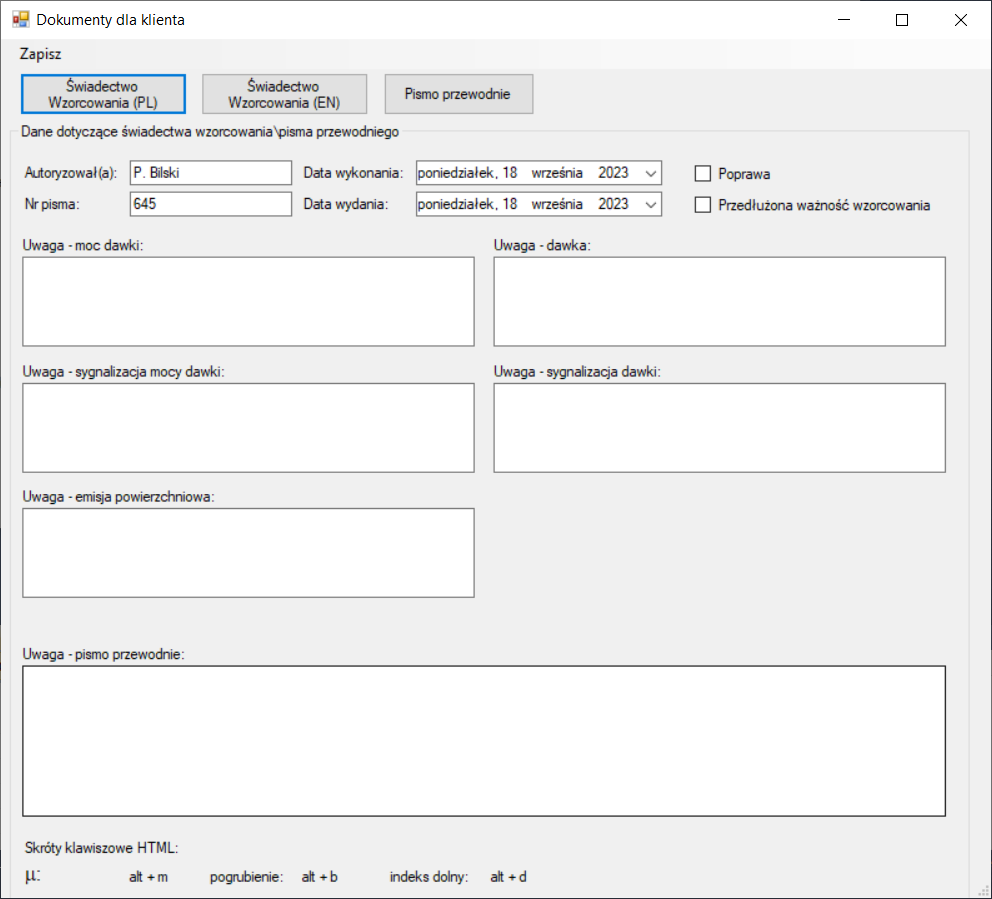 Dokumenty dla klienta
Zapisz
Świadectwo
Wzorcowania (PL)
Świadectwo
Wzorcowania (EN)
Pismo przewodnie
Dane dotyczące świadectwa wzorcowania\pisma przewodniego
Autoryzował(a): P. Bilski Data wykonania: poniedziałek, 18 września 2023 Poprawa
Nr pisma: 645 Data wydania: poniedziałek, 18 września 2023 Przedłużona ważność wzorcowania
Uwaga - moc dawki: Uwaga - dawka:
Uwaga - sygnalizacja mocy dawki: Uwaga - sygnalizacja dawki:
Uwaga - emisja powierzchniowa:
Uwaga - pismo przewodnie:
Skróty klawiszowe HTML:
μ: alt + m pogrubienie: alt + b indeks dolny: alt + d